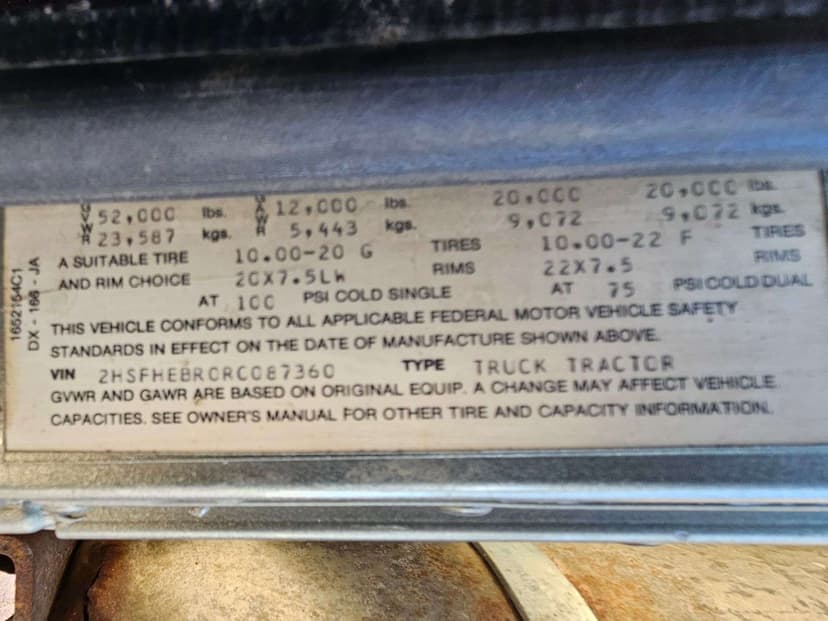 GVWR 52,000 lbs. GAWR 12,000 lbs. 20,000 20,000 lbs.
23,587 kgs. 5,443 kgs. 9,072 9,072 kgs.
A SUITABLE TIRE 10.00-20 G TIRES 10.00-22 F TIRES
AND RIM CHOICE 20X7.5LW RIMS 22X7.5 RIMS
AT 100 PSI COLD SINGLE AT 75 PSI COLD DUAL
THIS VEHICLE CONFORMS TO ALL APPLICABLE FEDERAL MOTOR VEHICLE SAFETY
STANDARDS IN EFFECT ON THE DATE OF MANUFACTURE SHOWN ABOVE.
VIN 2HSFHEBR0RC087360 TYPE TRUCK TRACTOR
GVWR AND GAWR ARE BASED ON ORIGINAL EQUIP. A CHANGE MAY AFFECT VEHICLE
CAPACITIES. SEE OWNER'S MANUAL FOR OTHER TIRE AND CAPACITY INFORMATION.
1652154C1
DX - 166 - JA